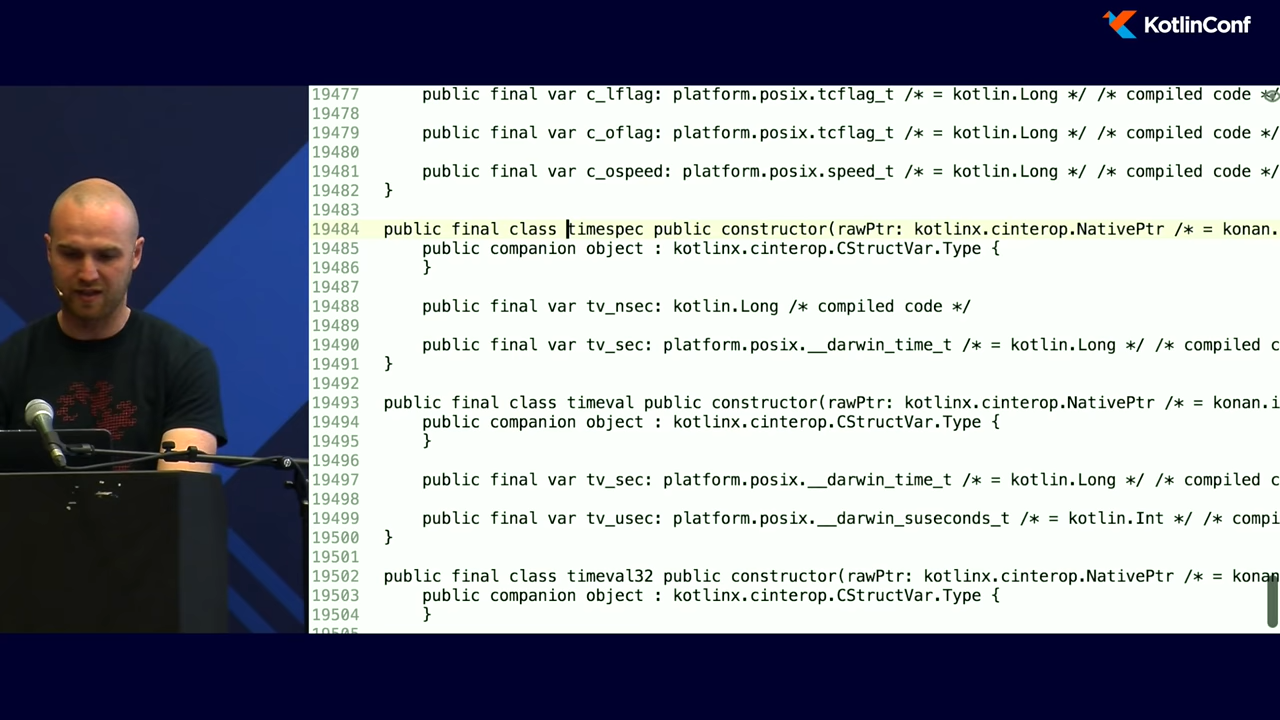 KotlinConf
19477 public final var c_lflag: platform.posix.tcflag_t /* = kotlin.Long */ /* compiled code */
19478
19479 public final var c_oflag: platform.posix.tcflag_t /* = kotlin.Long */ /* compiled code */
19480
19481 public final var c_ospeed: platform.posix.speed_t /* = kotlin.Long */ /* compiled code */
19482 }
19483
19484 public final class timespec public constructor(rawPtr: kotlinx.cinterop.NativePtr /* = konan.
19485 public companion object : kotlinx.cinterop.CStructVar.Type {
19486 }
19487
19488 public final var tv_nsec: kotlin.Long /* compiled code */
19489
19490 public final var tv_sec: platform.posix.__darwin_time_t /* = kotlin.Long */ /* compiled c
19491 }
19492
19493 public final class timeval public constructor(rawPtr: kotlinx.cinterop.NativePtr /* = konan.i
19494 public companion object : kotlinx.cinterop.CStructVar.Type {
19495 }
19496
19497 public final var tv_sec: platform.posix.__darwin_time_t /* = kotlin.Long */ /* compiled c
19498
19499 public final var tv_usec: platform.posix.__darwin_suseconds_t /* = kotlin.Int */ /* compi
19500 }
19501
19502 public final class timeval32 public constructor(rawPtr: kotlinx.cinterop.NativePtr /* = konan
19503 public companion object : kotlinx.cinterop.CStructVar.Type {
19504 }